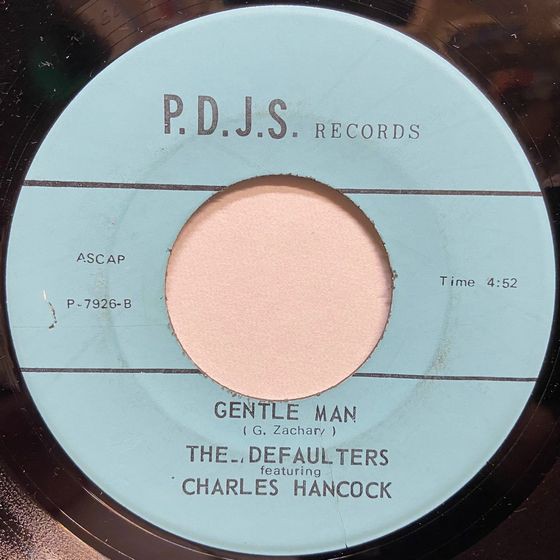 P.D.J.S. RECORDS
ASCAP
P-7926-B
Time 4:52
GENTLE MAN
( G. Zachary )
THE DEFAULTERS
featuring
CHARLES HANCOCK